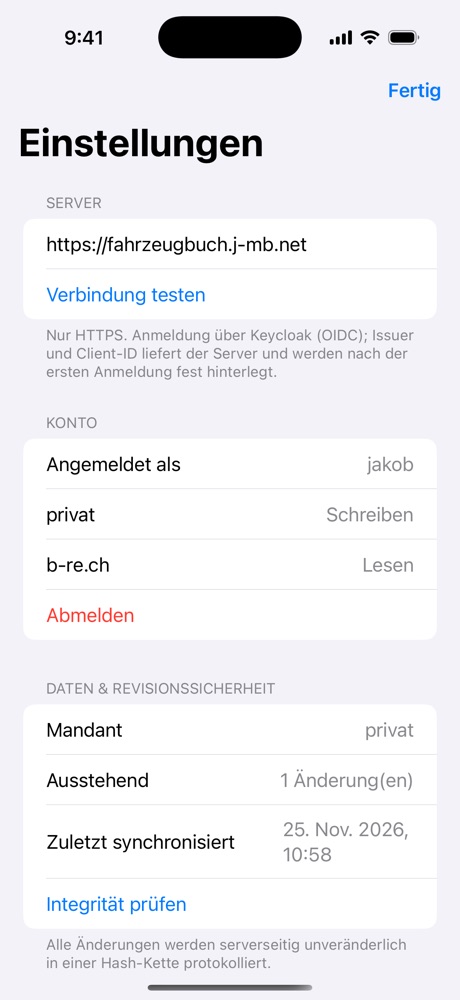 9:41
Fertig
Einstellungen
SERVER
https://fahrzeugbuch.j-mb.net
Verbindung testen
Nur HTTPS. Anmeldung über Keycloak (OIDC); Issuer
und Client-ID liefert der Server und werden nach der
ersten Anmeldung fest hinterlegt.
KONTO
Angemeldet als jakob
privat Schreiben
b-re.ch Lesen
Abmelden
DATEN & REVISIONSSICHERHEIT
Mandant privat
Ausstehend 1 Änderung(en)
Zuletzt synchronisiert 25. Nov. 2026,
10:58
Integrität prüfen
Alle Änderungen werden serverseitig unveränderlich
in einer Hash-Kette protokolliert.